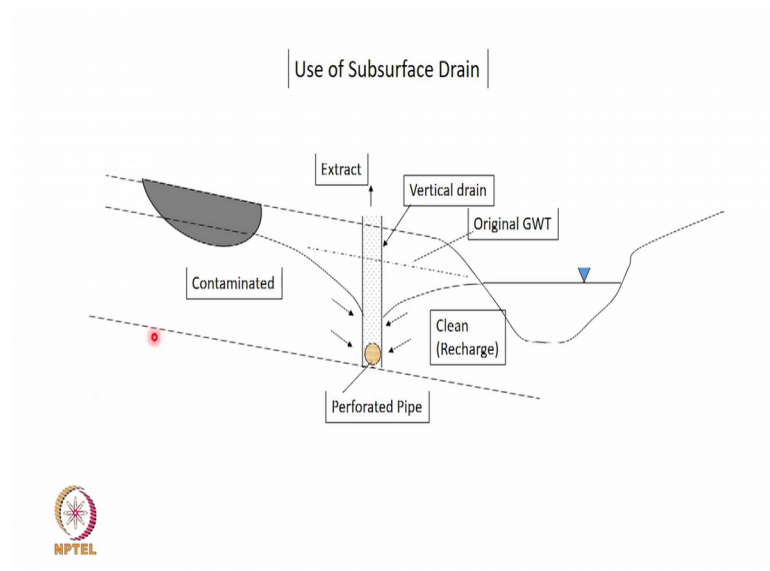 Use of Subsurface Drain
Extract
Vertical drain
Original GWT
Contaminated
Clean
(Recharge)
Perforated Pipe
NPTEL